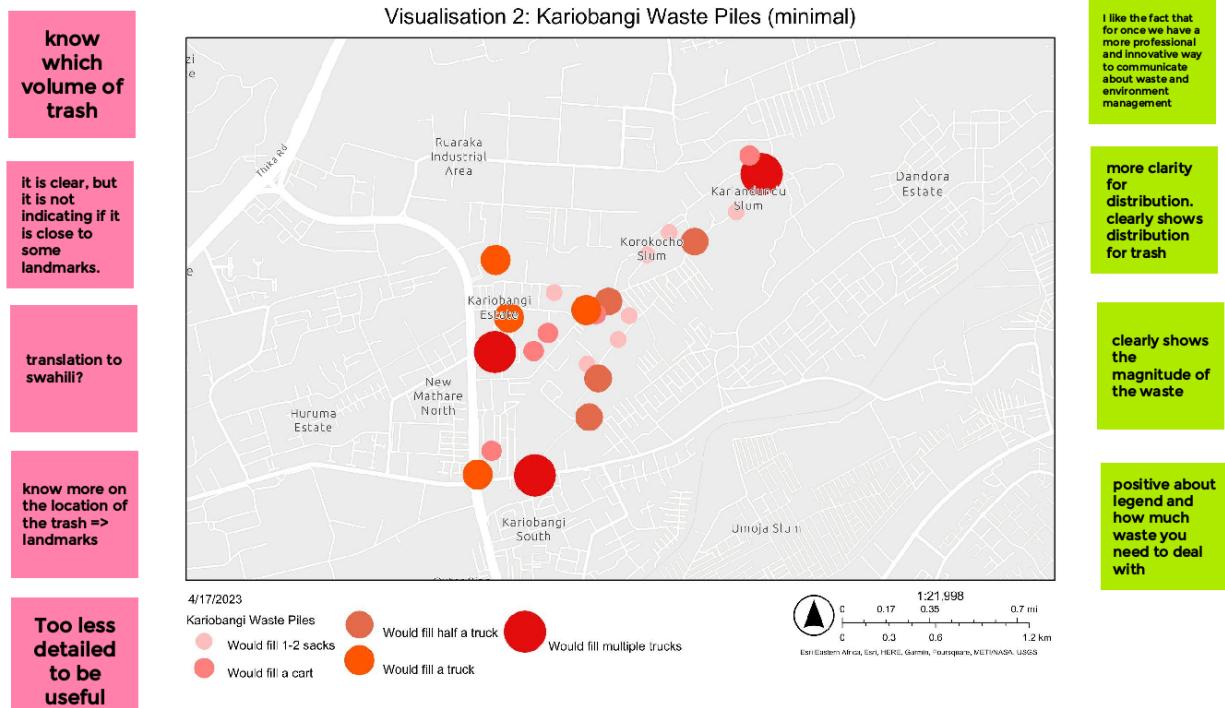 Visualisation 2: Kariobangi Waste Piles (minimal)
know
which
volume of
trash
it is clear, but
it is not
indicating if it
is close to
some
landmarks.
translation to
swahili?
know more on
the location of
the trash =>
landmarks
Too less
detailed
to be
useful
Thika Rd
Ruaraka
Industrial
Area
Dandora
Estate
Slum
Korokocho
Slum
Kariobangi
Estate
New
Mathare
North
Huruma
Estate
Kariobangi
South
Umoja Slum
4/17/2023
Kariobangi Waste Piles
Would fill 1-2 sacks
Would fill a cart
Would fill half a truck
Would fill a truck
Would fill multiple trucks
1:21,998
0 0.17 0.35 0.7 mi
0 0.3 0.6 1.2 km
Esri Eastern Africa, Esri, HERE, Garmin, Foursquare, METI/NASA, USGS
I like the fact that
for once we have a
more professional
and innovative way
to communicate
about waste and
environment
management
more clarity
for
distribution.
clearly shows
distribution
for trash
clearly shows
the
magnitude of
the waste
positive about
legend and
how much
waste you
need to deal
with